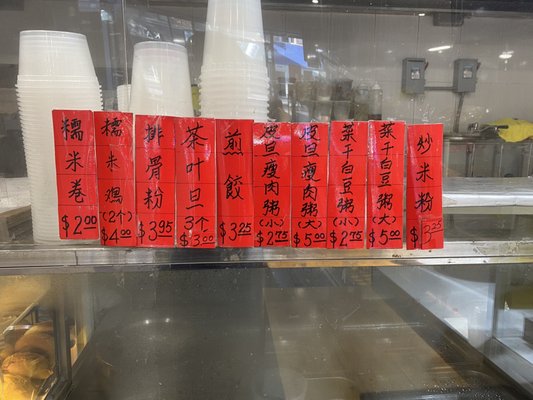 糯米卷
$2.00
糯米鸡
(2个)
$4.00
排骨粉
$3.95
茶叶旦
3个
$3.00
煎餃
$3.25
皮旦瘦肉粥(小)
$2.75
皮旦瘦肉粥(大)
$5.00
菜干白豆粥(小)
$2.75
菜干白豆粥(大)
$5.00
炒米粉
$3.25